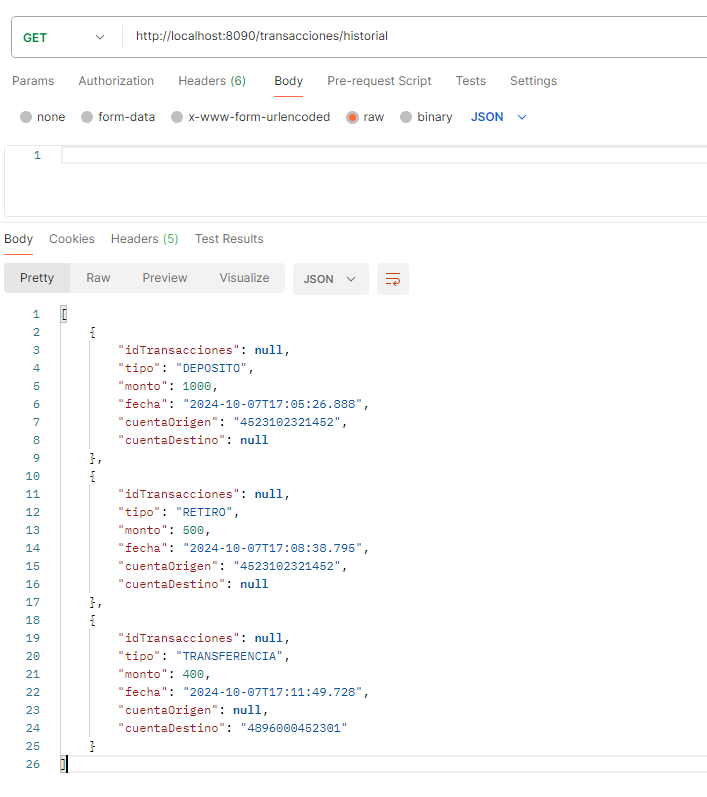 GET http://localhost:8090/transacciones/historial
Params Authorization Headers (6) Body Pre-request Script Tests Settings
none form-data x-www-form-urlencoded raw binary JSON
1
Body Cookies Headers (5) Test Results
Pretty Raw Preview Visualize JSON
1 [
2 {
3 "idTransacciones": null,
4 "tipo": "DEPOSITO",
5 "monto": 1000,
6 "fecha": "2024-10-07T17:05:26.888",
7 "cuentaOrigen": "4523102321452",
8 "cuentaDestino": null
9 },
10 {
11 "idTransacciones": null,
12 "tipo": "RETIRO",
13 "monto": 500,
14 "fecha": "2024-10-07T17:08:38.795",
15 "cuentaOrigen": "4523102321452",
16 "cuentaDestino": null
17 },
18 {
19 "idTransacciones": null,
20 "tipo": "TRANSFERENCIA",
21 "monto": 400,
22 "fecha": "2024-10-07T17:11:49.728",
23 "cuentaOrigen": null,
24 "cuentaDestino": "4896000452301"
25 }
26 ]